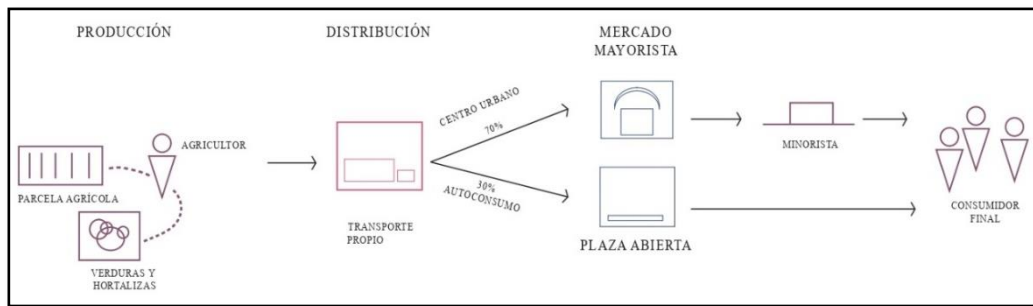 PRODUCCIÓN
DISTRIBUCIÓN
MERCADO
MAYORISTA
AGRICULTOR
PARCELA AGRÍCOLA
VERDURAS Y
HORTALIZAS
TRANSPORTE
PROPIO
CENTRO URBANO
70%
30%
AUTOCONSUMO
PLAZA ABIERTA
MINORISTA
CONSUMIDOR
FINAL